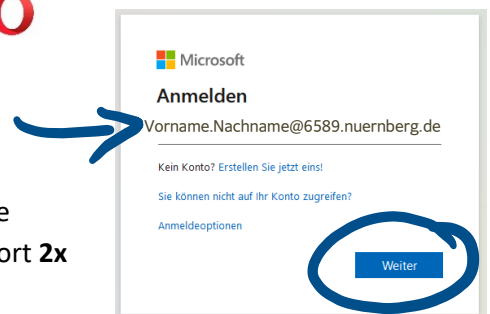 Microsoft
Anmelden
Vorname.Nachname@6589.nuernberg.de
Kein Konto? Erstellen Sie jetzt eins!
Sie können nicht auf Ihr Konto zugreifen?
Anmeldeoptionen
2x
Weiter